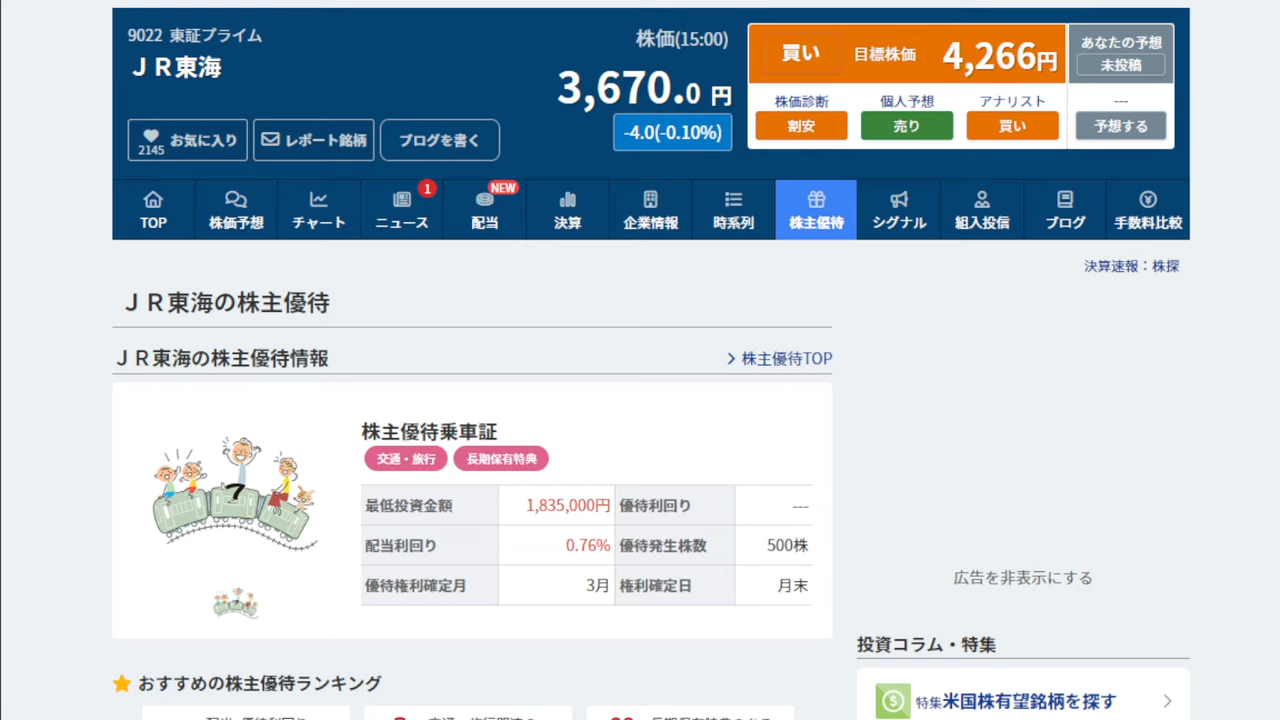 9022 東証プライム
ＪＲ東海
株価(15:00)
3,670.0 円
-4.0(-0.10%)
2145 お気に入り
レポート銘柄
ブログを書く
買い 目標株価 4,266円
株価診断 個人予想 アナリスト
割安 売り 買い
あなたの予想
未投稿
---
予想する
1 NEW
TOP 株価予想 チャート ニュース 配当 決算 企業情報 時系列 株主優待 シグナル 組入投信 ブログ 手数料比較
決算速報：株探
ＪＲ東海の株主優待
ＪＲ東海の株主優待情報
株主優待TOP
株主優待乗車証
交通・旅行 長期保有特典
最低投資金額 1,835,000円 優待利回り ---
配当利回り 0.76% 優待発生株数 500株
優待権利確定月 3月 権利確定日 月末
7
広告を非表示にする
投資コラム・特集
特集米国株有望銘柄を探す
おすすめの株主優待ランキング